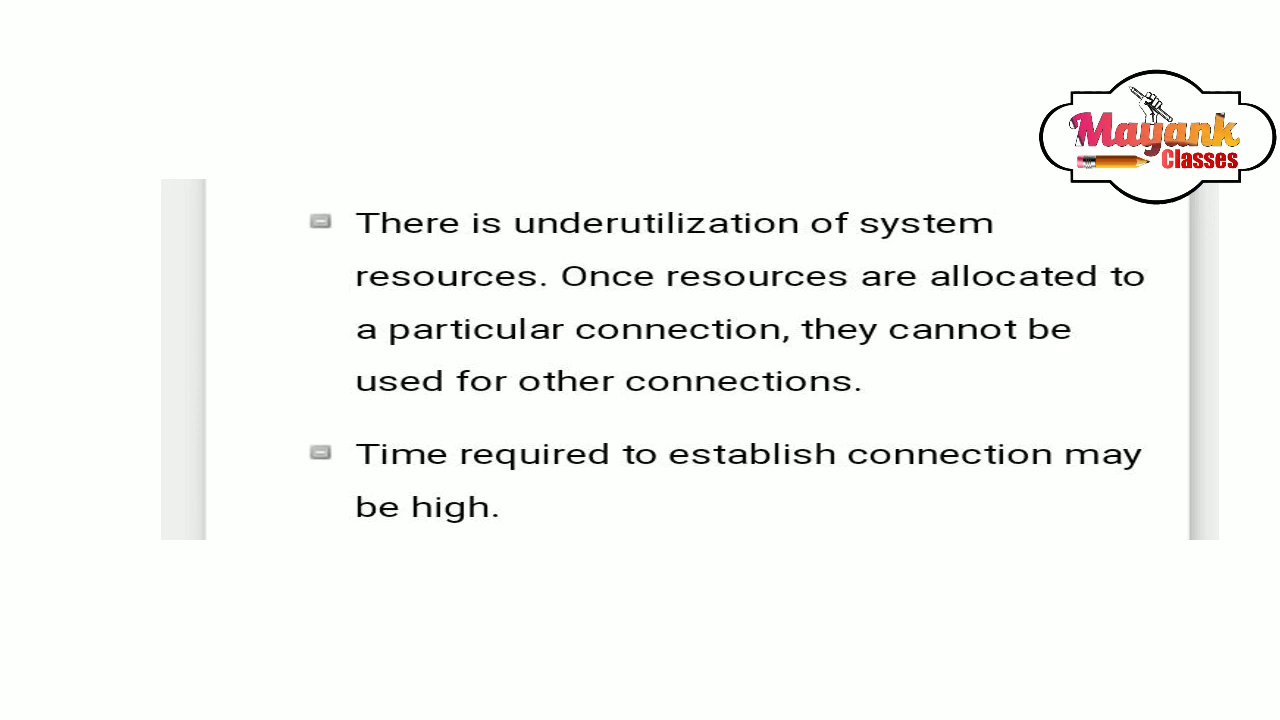 Mayank
Classes
There is underutilization of system
resources. Once resources are allocated to
a particular connection, they cannot be
used for other connections.
Time required to establish connection may
be high.